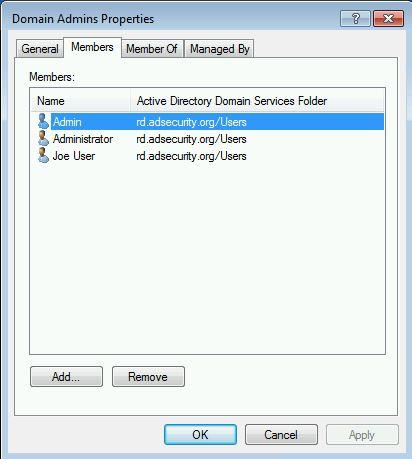 Domain Admins Properties
General Members Member Of Managed By
Members:
Name Active Directory Domain Services Folder
Admin rd.adsecurity.org/Users
Administrator rd.adsecurity.org/Users
Joe User rd.adsecurity.org/Users
Add... Remove
OK Cancel Apply